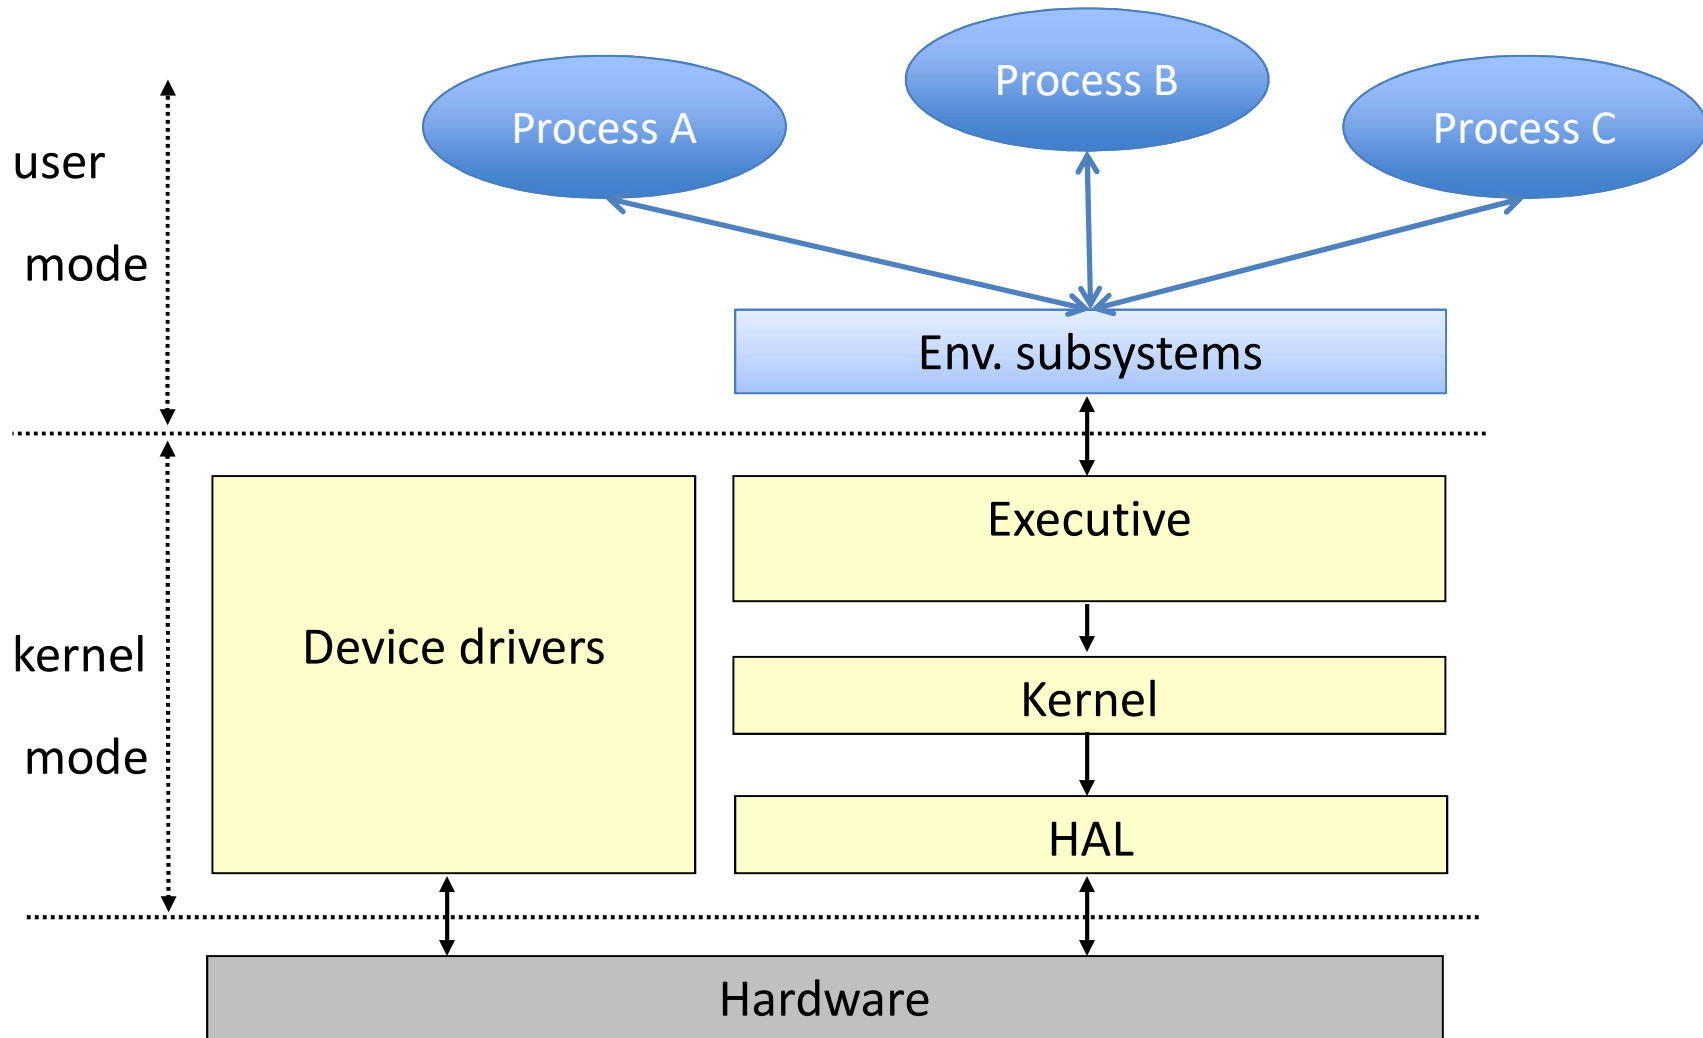 Process A
Process B
Process C
user
mode
Env. subsystems
Device drivers
Executive
kernel
mode
Kernel
HAL
Hardware